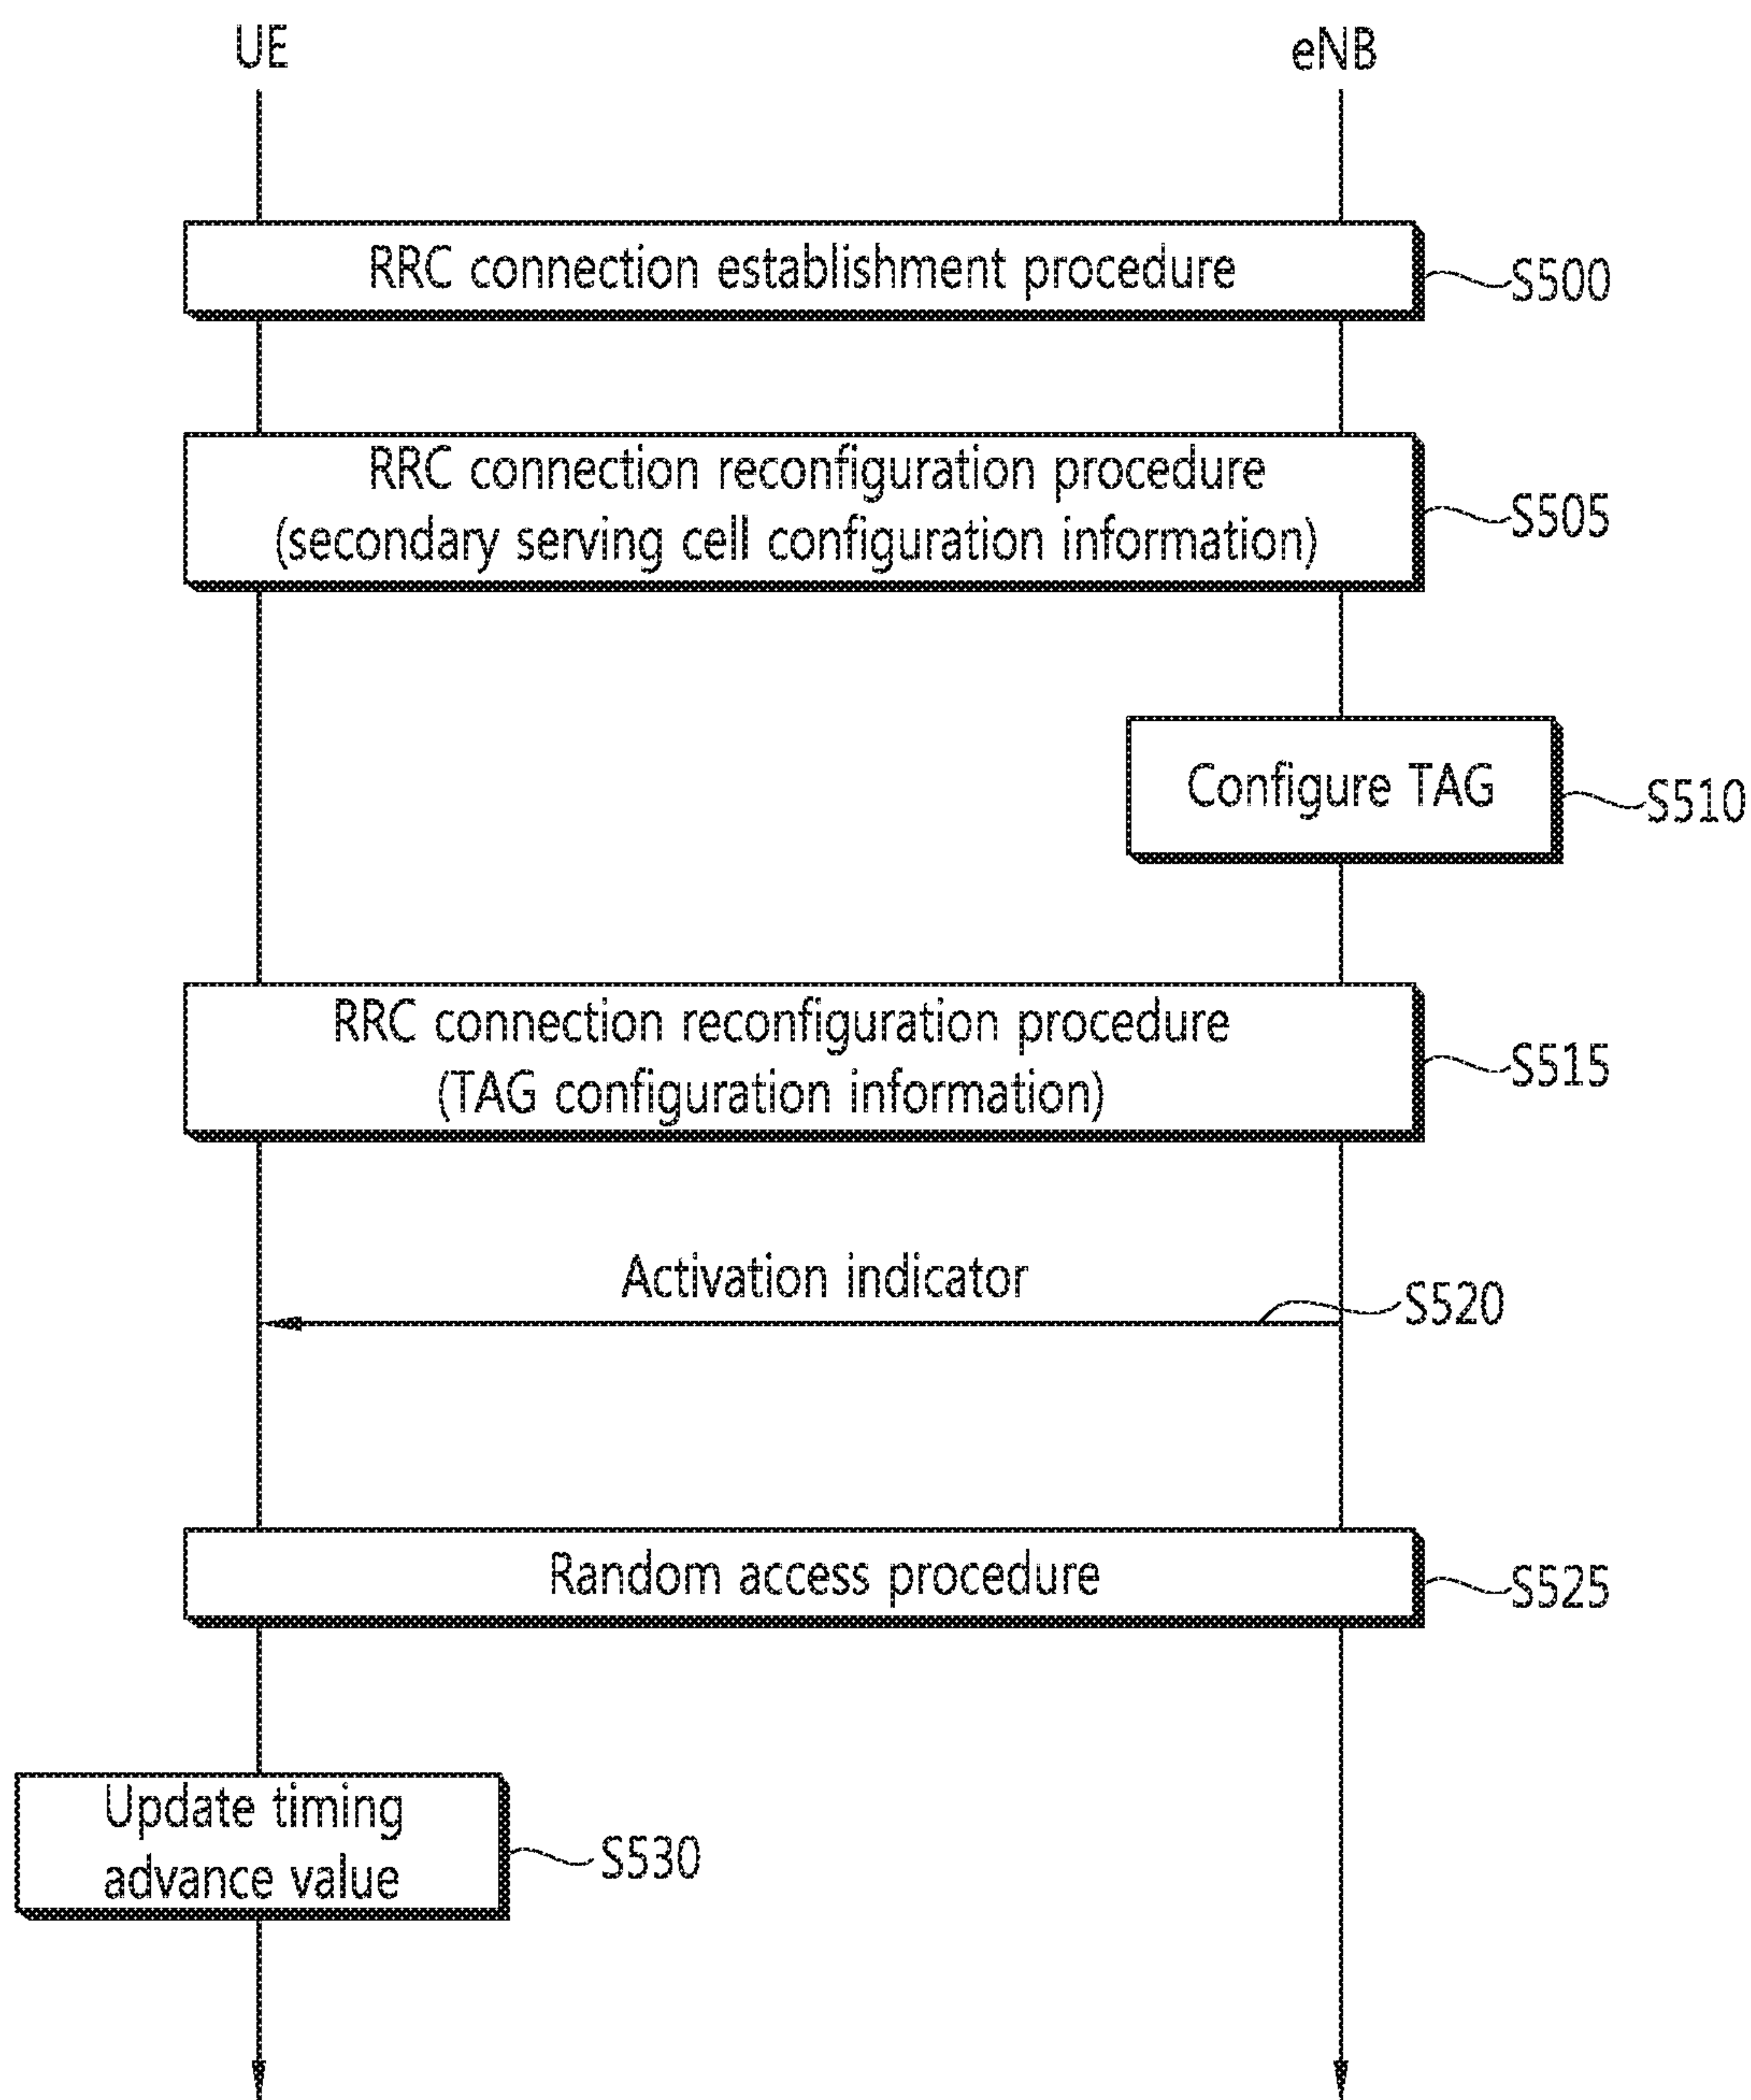 UE
eNB
RRC connection establishment procedure
S500
RRC connection reconfiguration procedure
(secondary serving cell configuration information)
S505
Configure TAG
S510
RRC connection reconfiguration procedure
(TAG configuration information)
S515
Activation indicator
S520
Random access procedure
S525
Update timing
advance value
S530